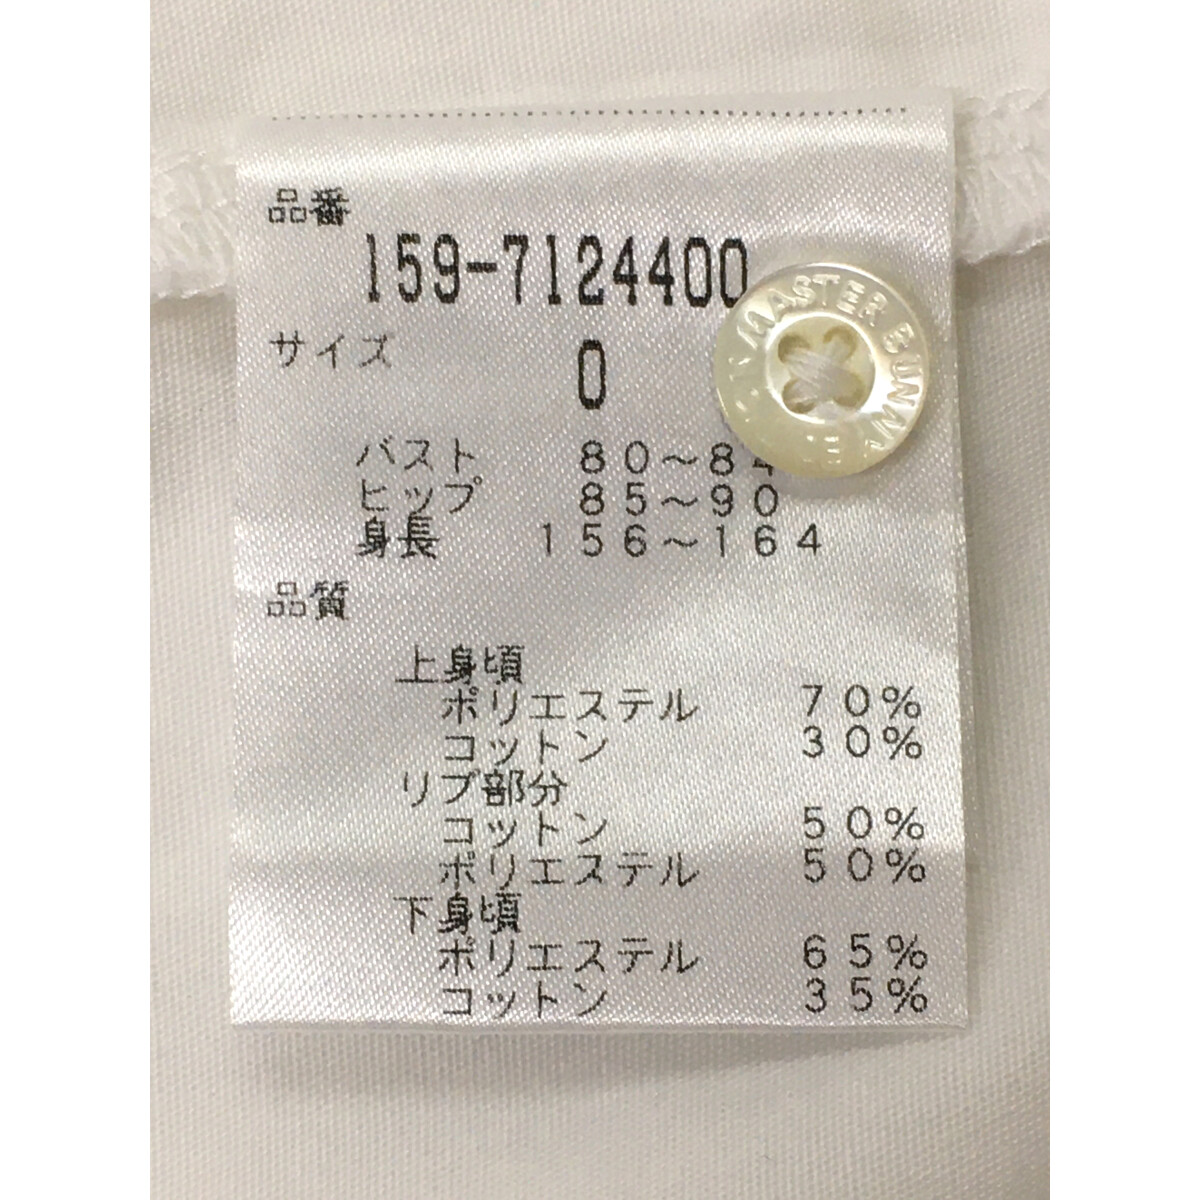 品番
159-7124400
サイズ 0
MASTER BUNNY
バスト 80～84
ヒップ 85～90
身長 156～164
品質
上身頃
ポリエステル 70%
コットン 30%
リブ部分
コットン 50%
ポリエステル 50%
下身頃
ポリエステル 65%
コットン 35%